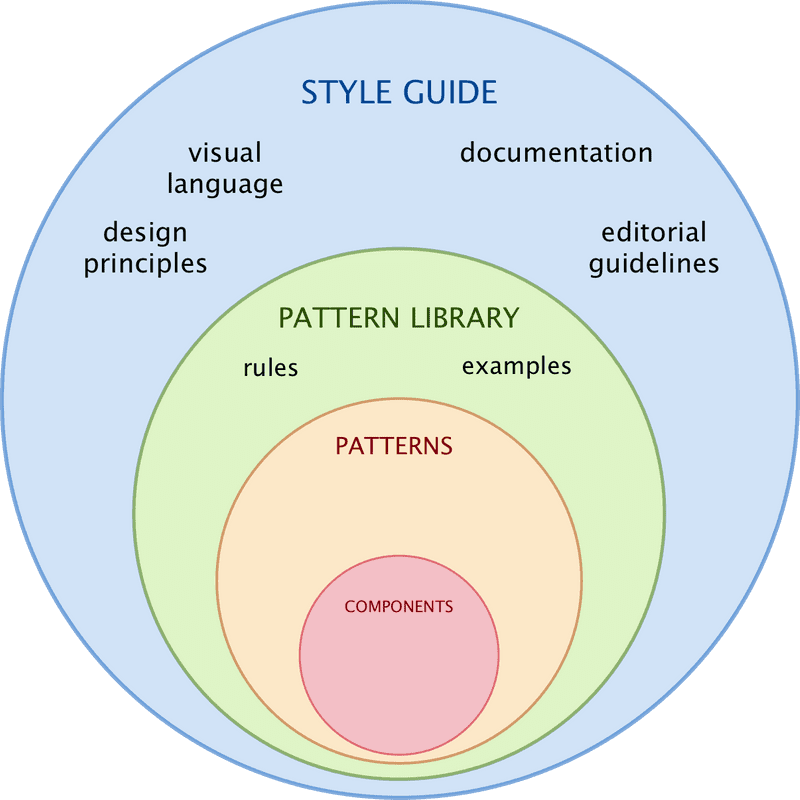 STYLE GUIDE
visual
language
documentation
design
principles
editorial
guidelines
PATTERN LIBRARY
rules
examples
PATTERNS
COMPONENTS